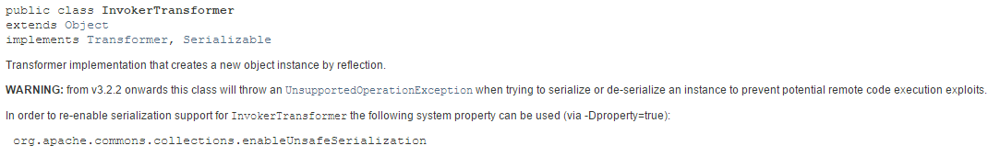 public class InvokerTransformer
extends Object
implements Transformer, Serializable
Transformer implementation that creates a new object instance by reflection.
WARNING: from v3.2.2 onwards this class will throw an UnsupportedOperationException when trying to serialize or de-serialize an instance to prevent potential remote code execution exploits.
In order to re-enable serialization support for InvokerTransformer the following system property can be used (via -Dproperty=true):
org.apache.commons.collections.enableUnsafeSerialization